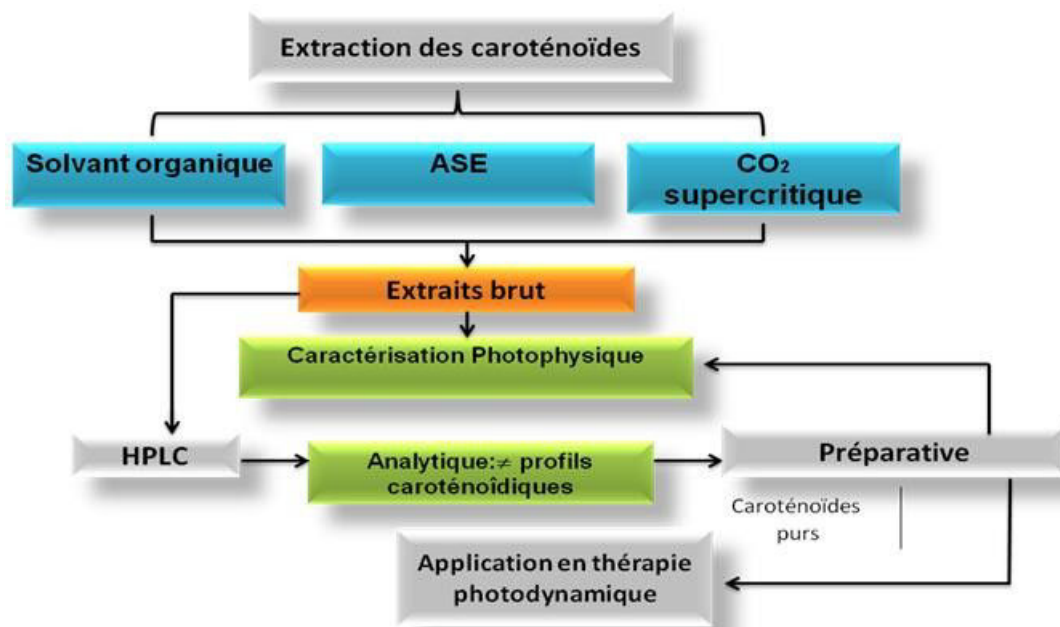 Extraction des caroténoïdes
Solvant organique
ASE
CO₂
supercritique
Extraits brut
Caractérisation Photophysique
HPLC
Analytique:≠ profils
caroténoîdiques
Préparative
Caroténoïdes
purs
Application en thérapie
photodynamique